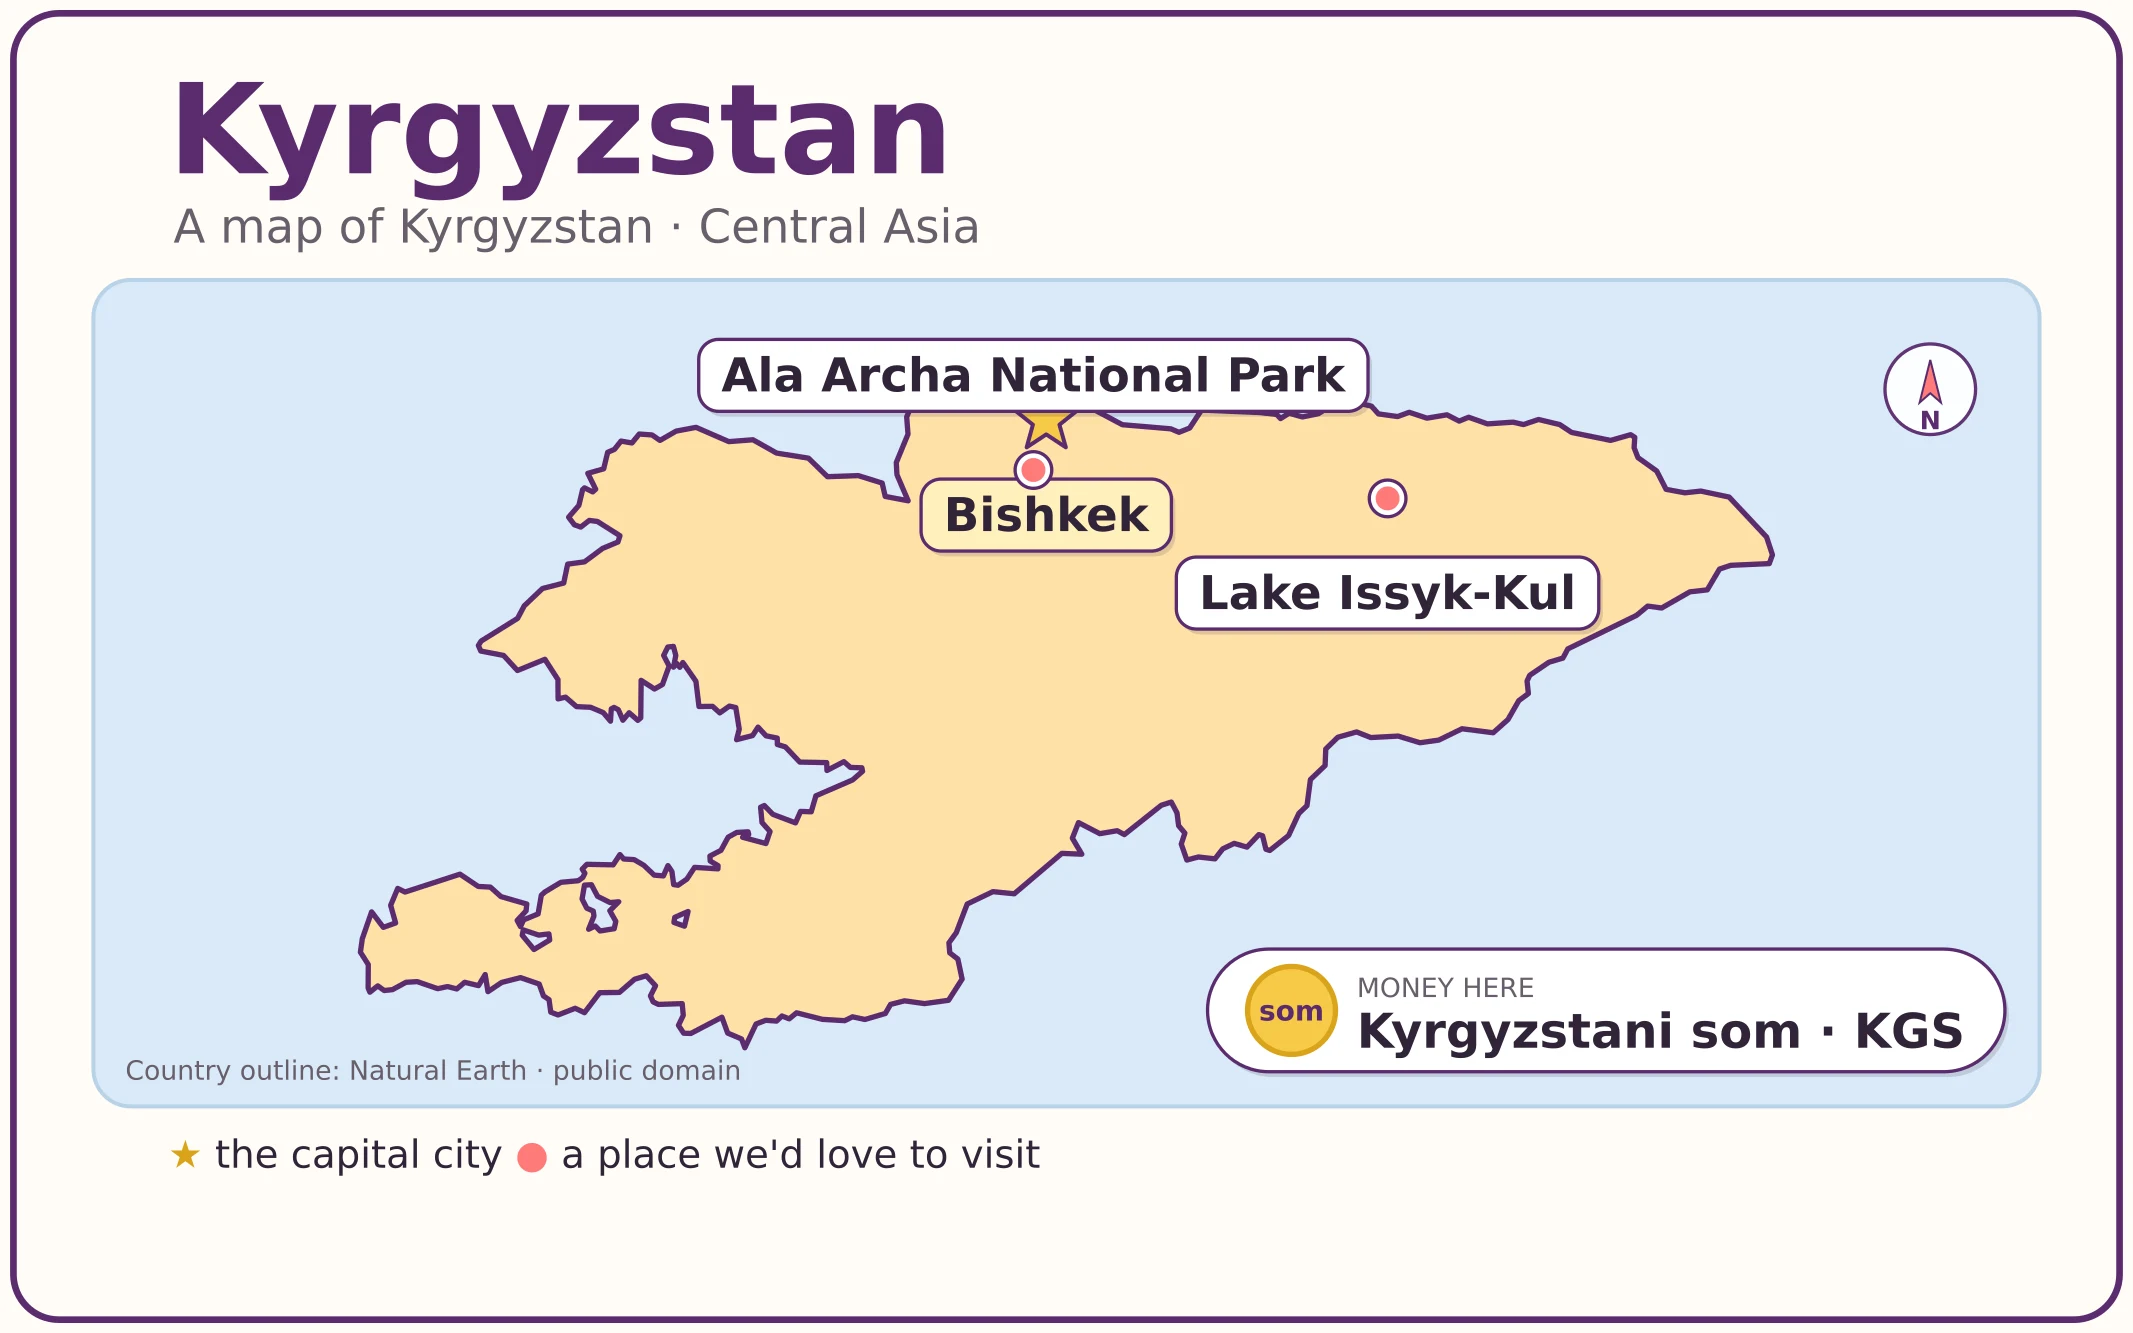 Kyrgyzstan
A map of Kyrgyzstan · Central Asia
Ala Archa National Park
N
Bishkek
Lake Issyk-Kul
MONEY HERE
som
Kyrgyzstani som · KGS
Country outline: Natural Earth · public domain
★ the capital city ● a place we'd love to visit